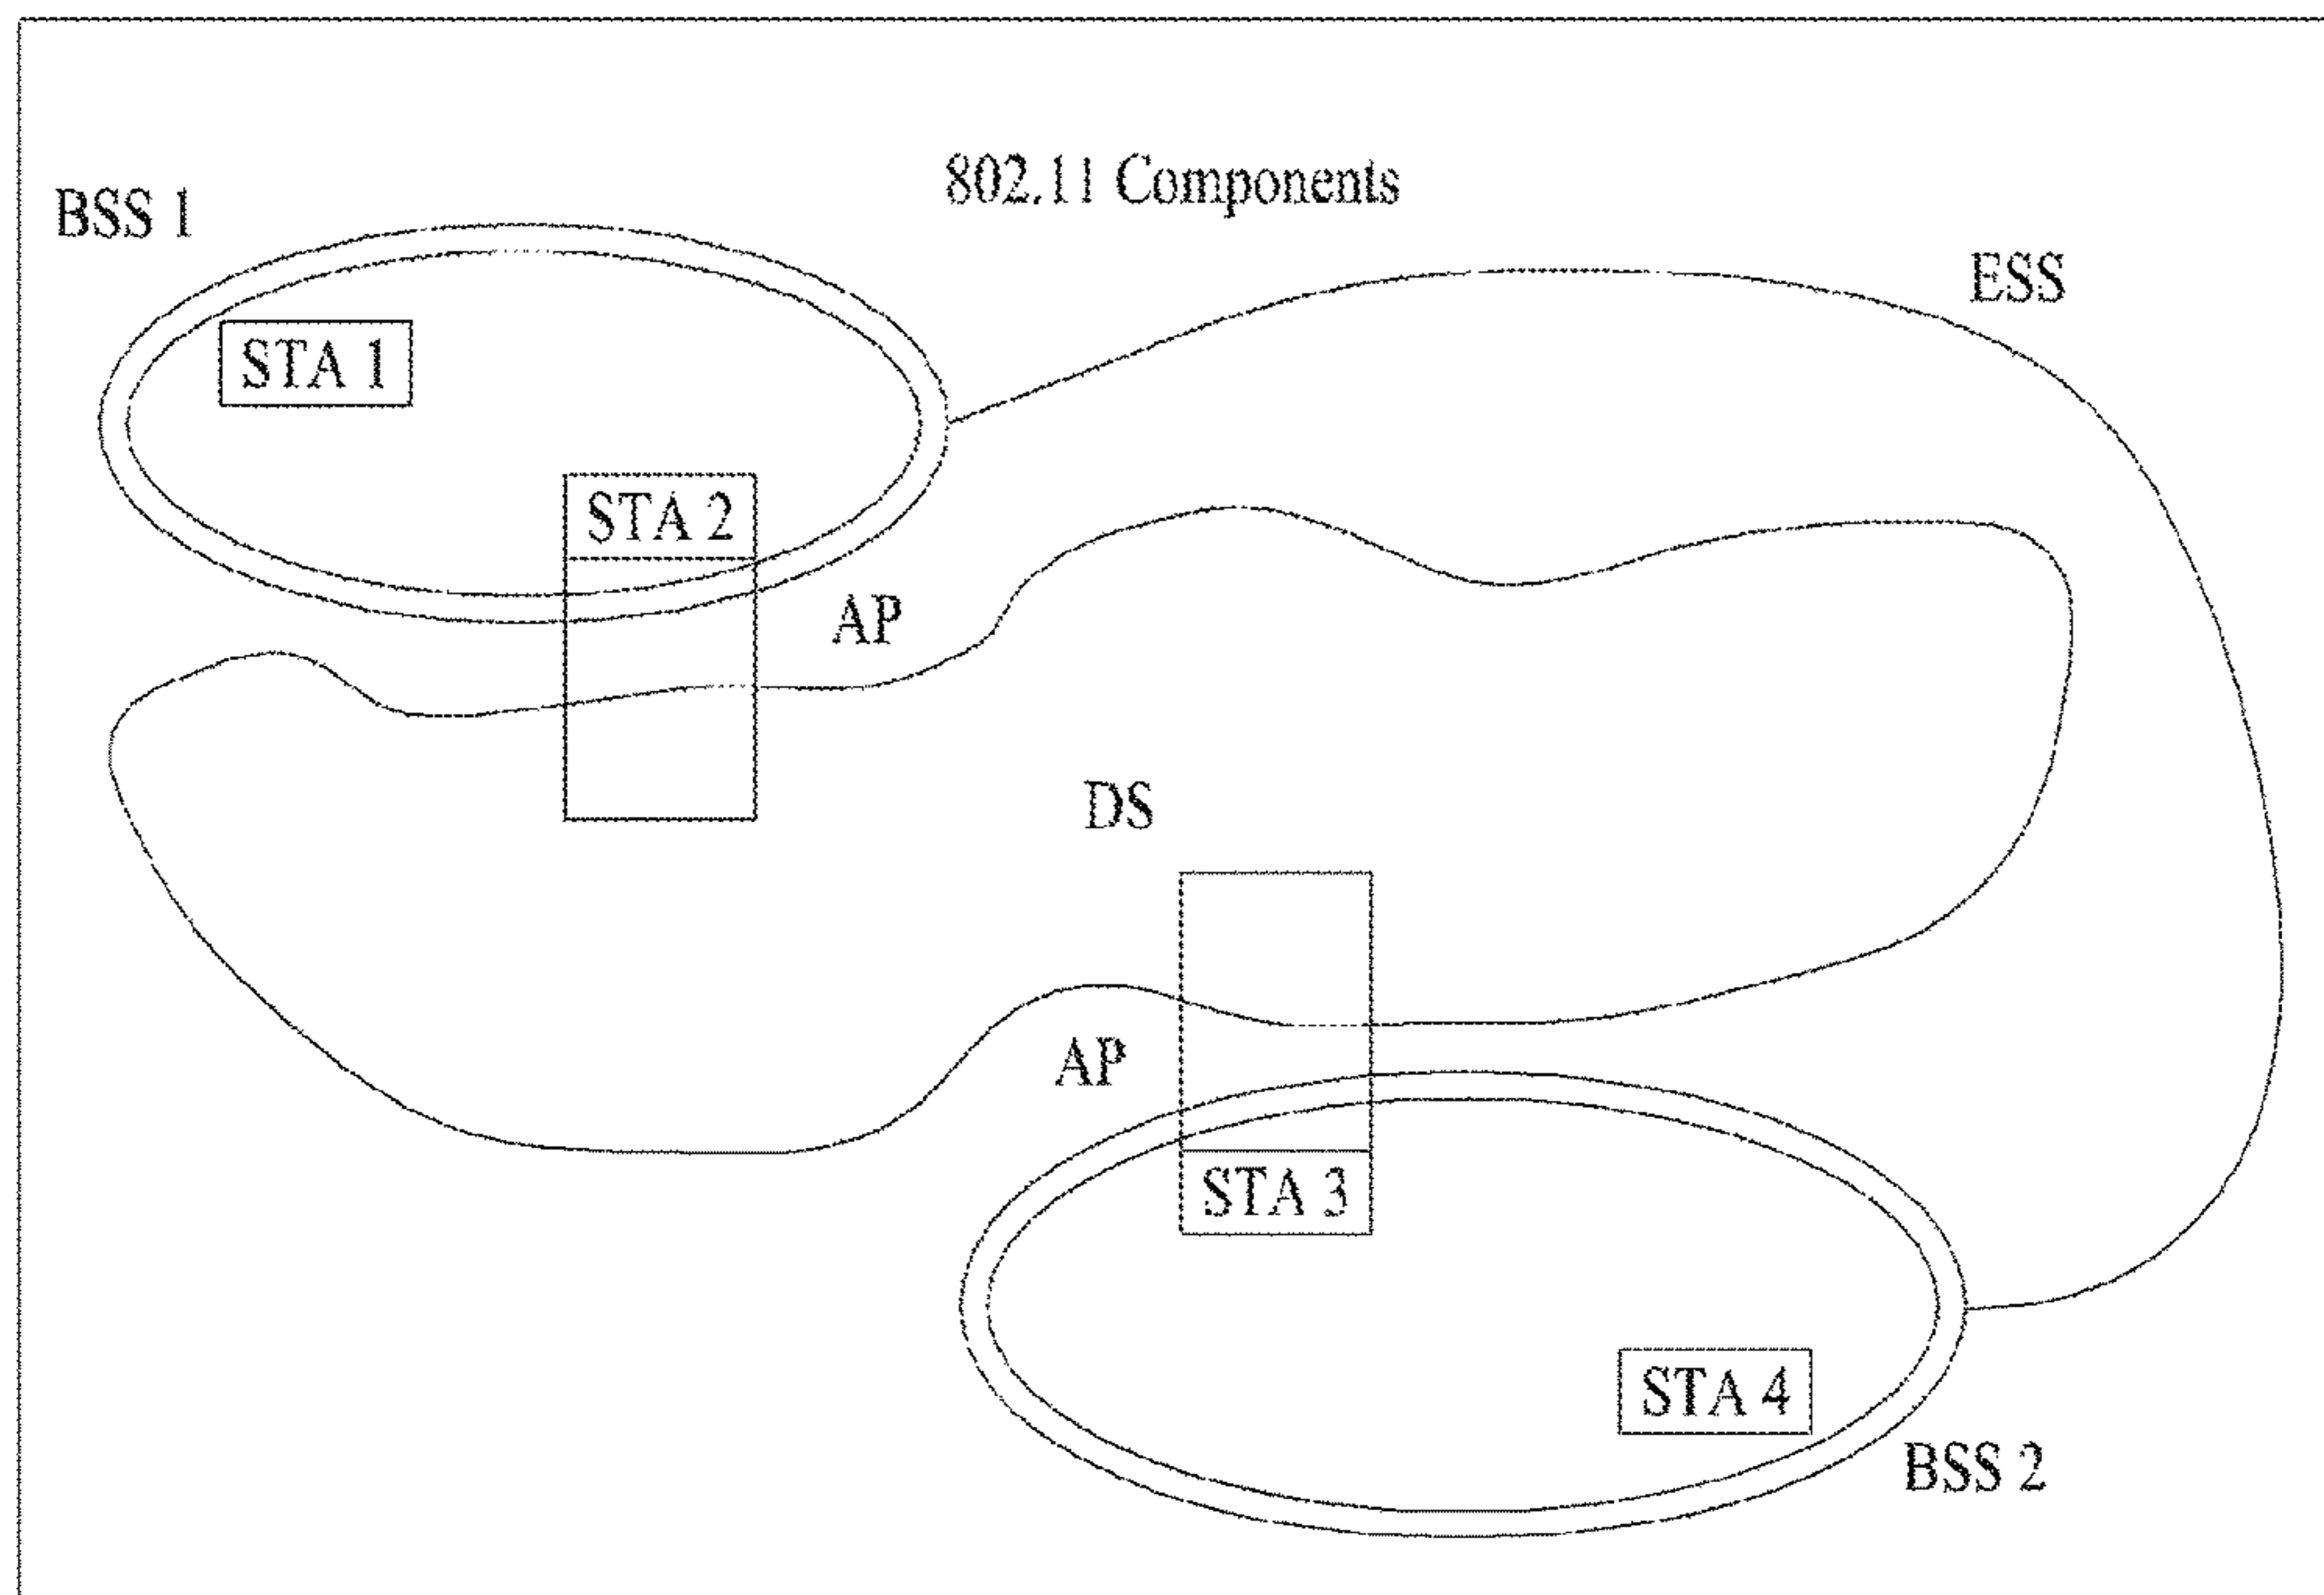 802.11 Components
BSS 1
ESS
STA 1
STA 2
AP
DS
AP
STA 3
STA 4
BSS 2